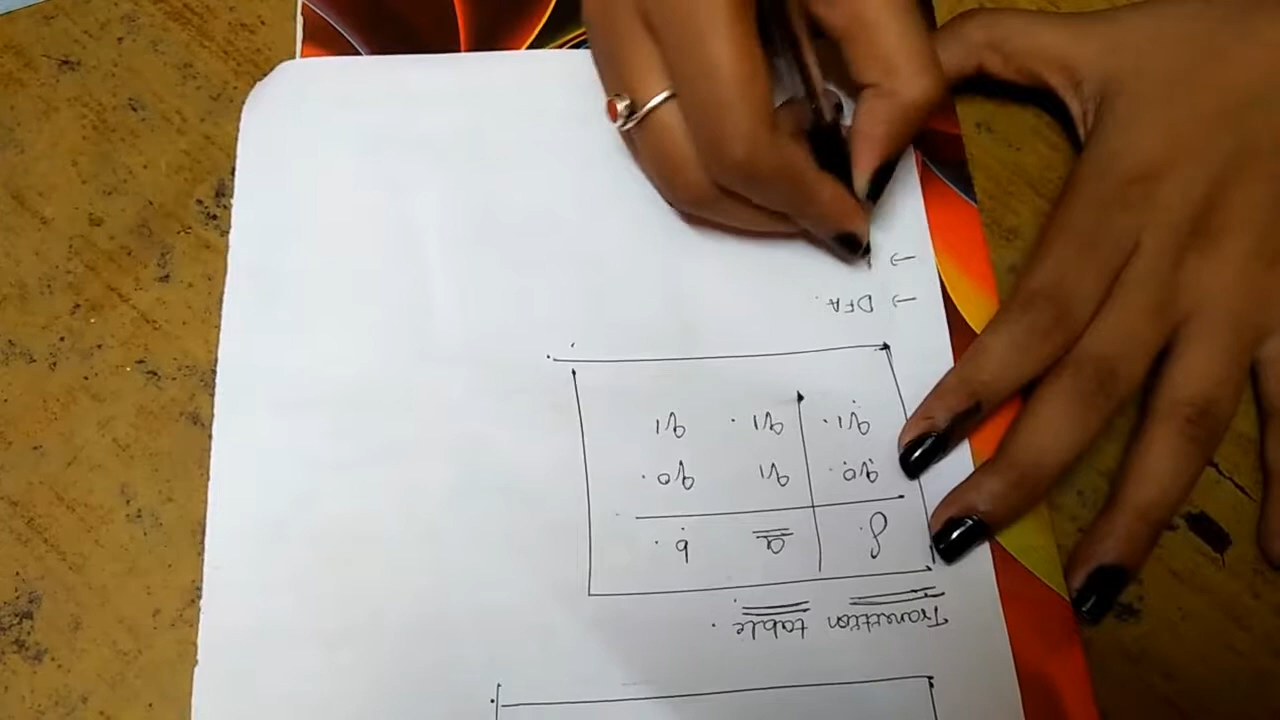 Transition table.
δ a b
q0 q1 q0
q1 q1 q1
→ DFA
→